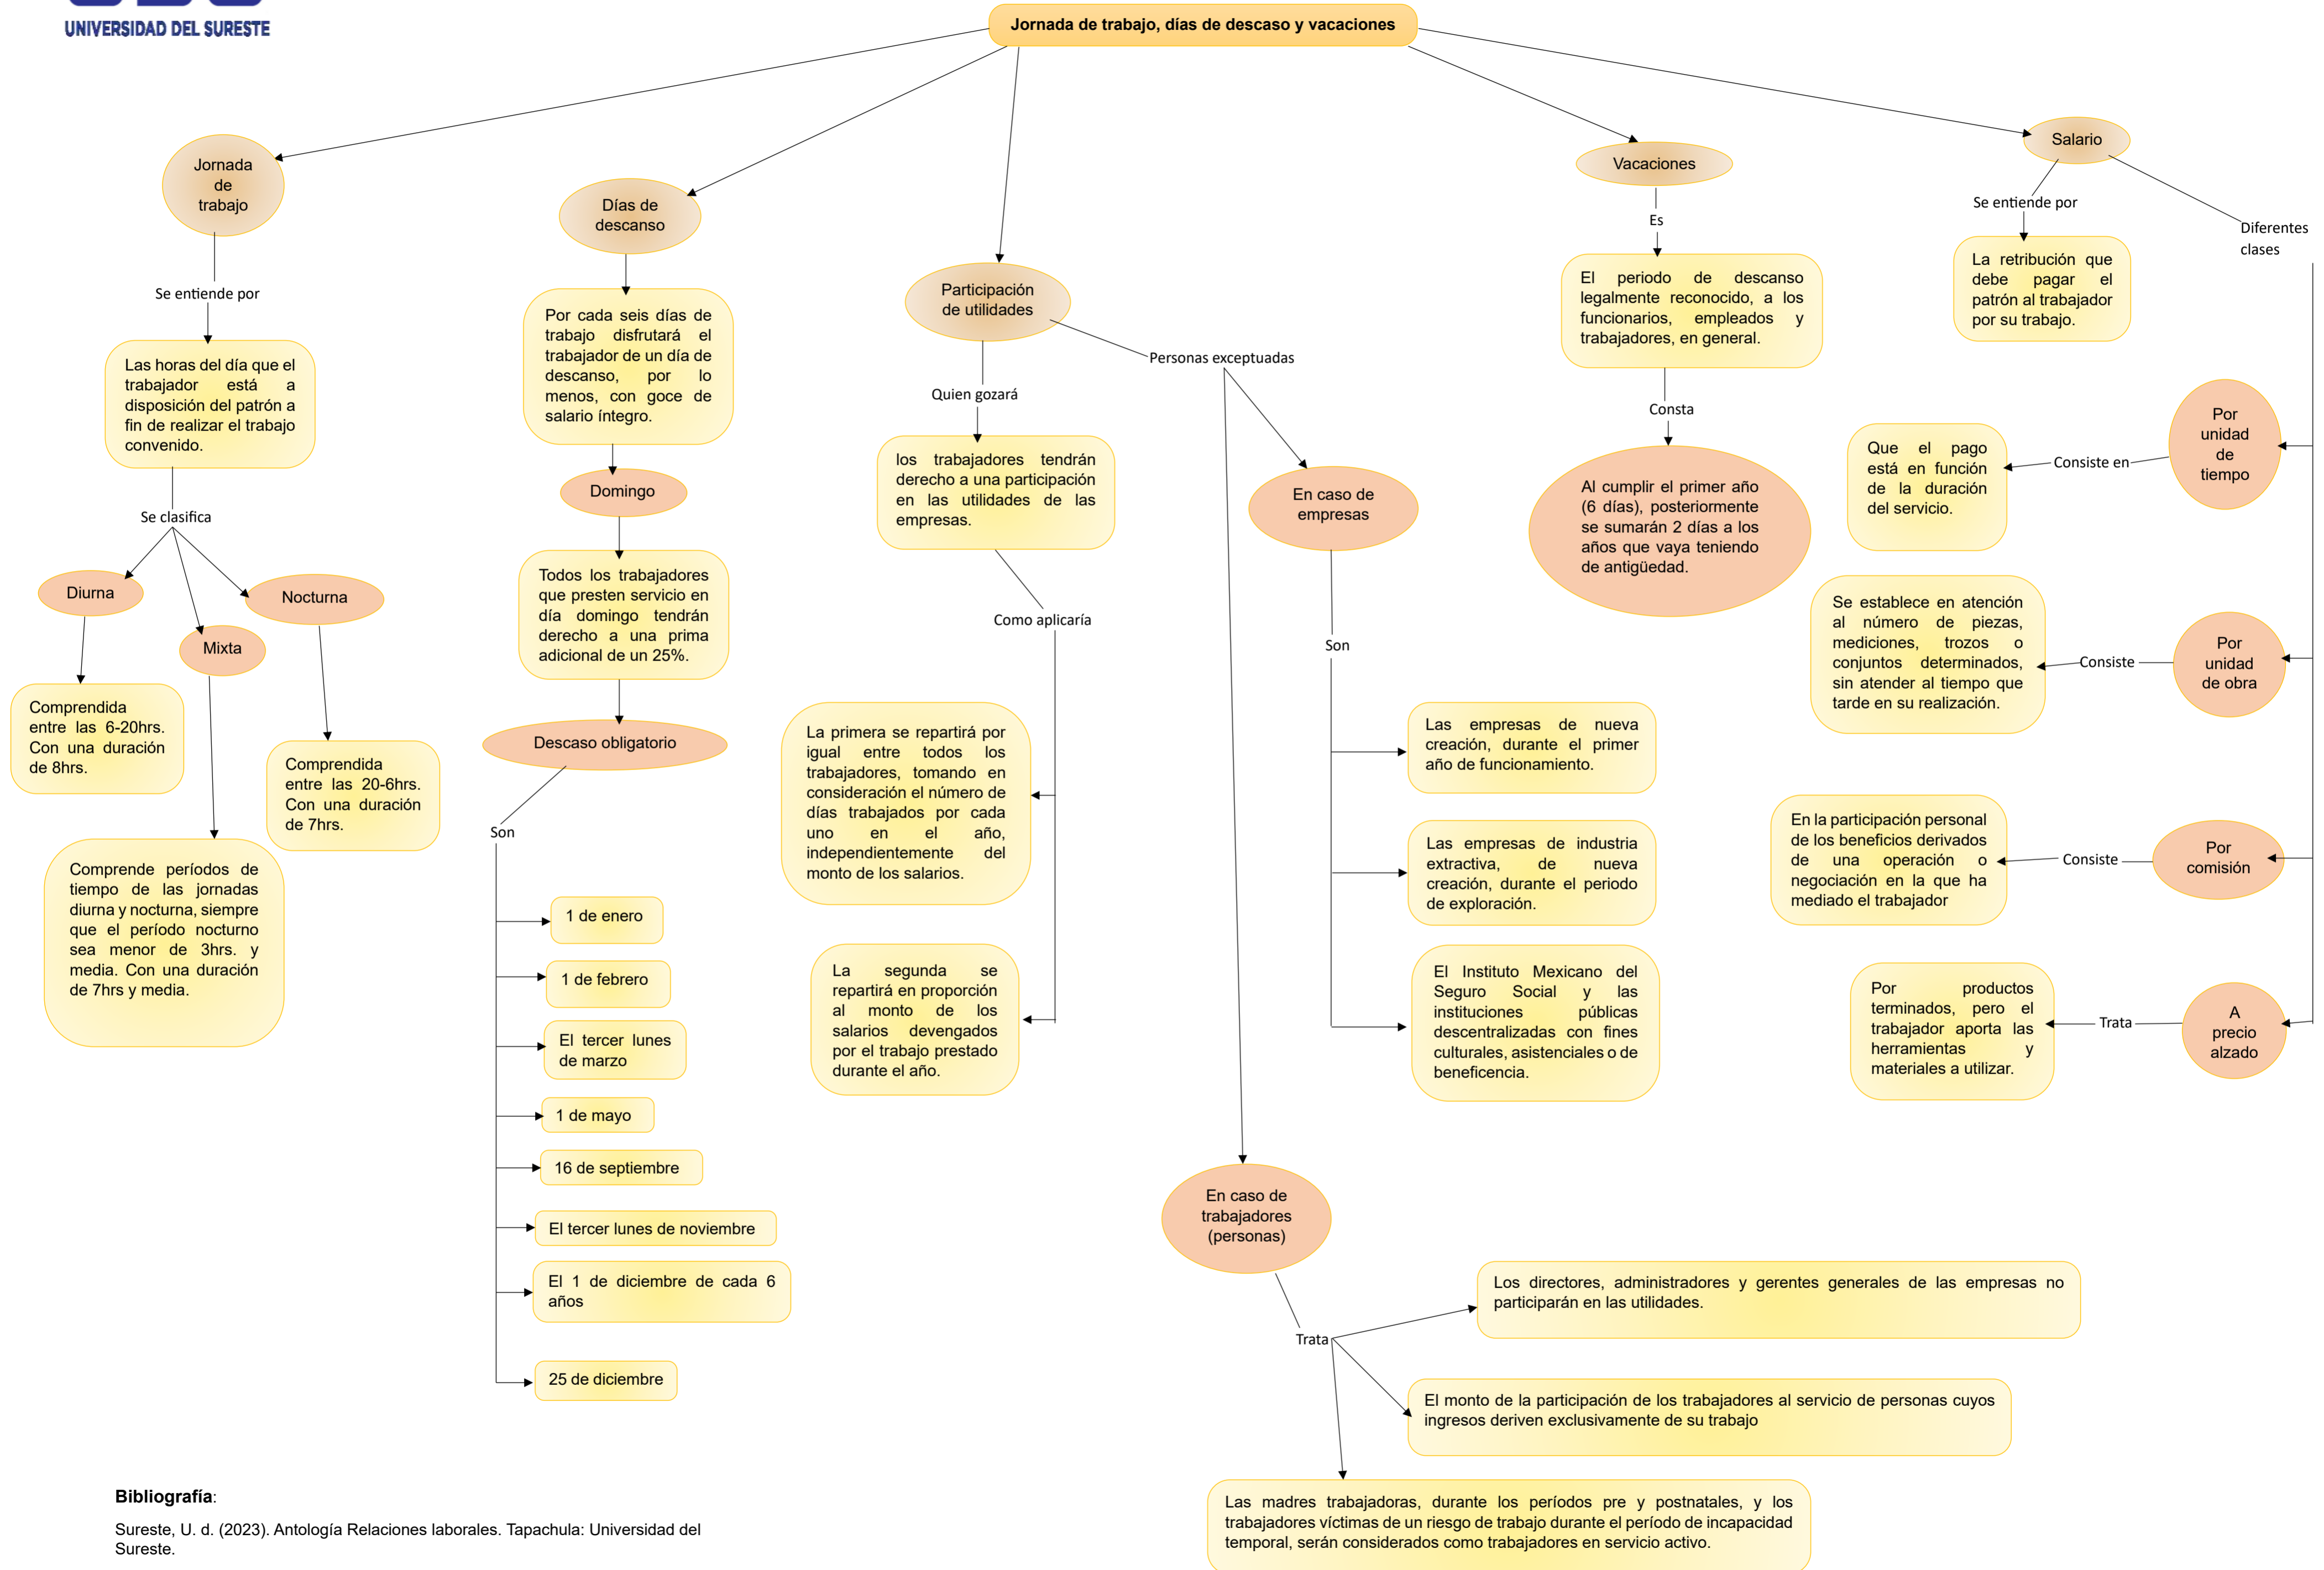 UNIVERSIDAD DEL SURESTE
Jornada de trabajo, días de descaso y vacaciones
Jornada
de
trabajo
Se entiende por
Las horas del día que el
trabajador está a
disposición del patrón a
fin de realizar el trabajo
convenido.
Se clasifica
Diurna
Mixta
Nocturna
Comprendida
entre las 6-20hrs.
Con una duración
de 8hrs.
Comprendida
entre las 20-6hrs.
Con una duración
de 7hrs.
Comprende períodos de
tiempo de las jornadas
diurna y nocturna, siempre
que el período nocturno
sea menor de 3hrs. y
media. Con una duración
de 7hrs y media.
Días de
descanso
Por cada seis días de
trabajo disfrutará el
trabajador de un día de
descanso, por lo
menos, con goce de
salario íntegro.
Domingo
Todos los trabajadores
que presten servicio en
día domingo tendrán
derecho a una prima
adicional de un 25%.
Descaso obligatorio
Son
1 de enero
1 de febrero
El tercer lunes
de marzo
1 de mayo
16 de septiembre
El tercer lunes de noviembre
El 1 de diciembre de cada 6
años
25 de diciembre
Participación
de utilidades
Quien gozará
los trabajadores tendrán
derecho a una participación
en las utilidades de las
empresas.
Como aplicaría
La primera se repartirá por
igual entre todos los
trabajadores, tomando en
consideración el número de
días trabajados por cada
uno en el año,
independientemente del
monto de los salarios.
La segunda se
repartirá en proporción
al monto de los
salarios devengados
por el trabajo prestado
durante el año.
Personas exceptuadas
En caso de
empresas
Son
Las empresas de nueva
creación, durante el primer
año de funcionamiento.
Las empresas de industria
extractiva, de nueva
creación, durante el periodo
de exploración.
El Instituto Mexicano del
Seguro Social y las
instituciones públicas
descentralizadas con fines
culturales, asistenciales o de
beneficencia.
En caso de
trabajadores
(personas)
Trata
Los directores, administradores y gerentes generales de las empresas no
participarán en las utilidades.
El monto de la participación de los trabajadores al servicio de personas cuyos
ingresos deriven exclusivamente de su trabajo
Las madres trabajadoras, durante los períodos pre y postnatales, y los
trabajadores víctimas de un riesgo de trabajo durante el período de incapacidad
temporal, serán considerados como trabajadores en servicio activo.
Vacaciones
Es
El periodo de descanso
legalmente reconocido, a los
funcionarios, empleados y
trabajadores, en general.
Consta
Al cumplir el primer año
(6 días), posteriormente
se sumarán 2 días a los
años que vaya teniendo
de antigüedad.
Salario
Se entiende por
La retribución que
debe pagar el
patrón al trabajador
por su trabajo.
Diferentes
clases
Por
unidad
de
tiempo
Consiste en
Que el pago
está en función
de la duración
del servicio.
Por
unidad
de obra
Consiste
Se establece en atención
al número de piezas,
mediciones, trozos o
conjuntos determinados,
sin atender al tiempo que
tarde en su realización.
Por
comisión
Consiste
En la participación personal
de los beneficios derivados
de una operación o
negociación en la que ha
mediado el trabajador
A
precio
alzado
Trata
Por productos
terminados, pero el
trabajador aporta las
herramientas y
materiales a utilizar.
Bibliografía:
Sureste, U. d. (2023). Antología Relaciones laborales. Tapachula: Universidad del
Sureste.